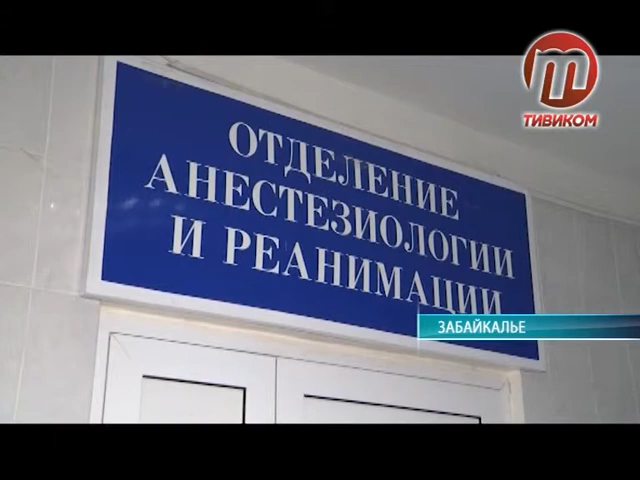 ТИВИКОМ
ОТДЕЛЕНИЕ
АНЕСТЕЗИОЛОГИИ
И РЕАНИМАЦИИ
ЗАБАЙКАЛЬЕ